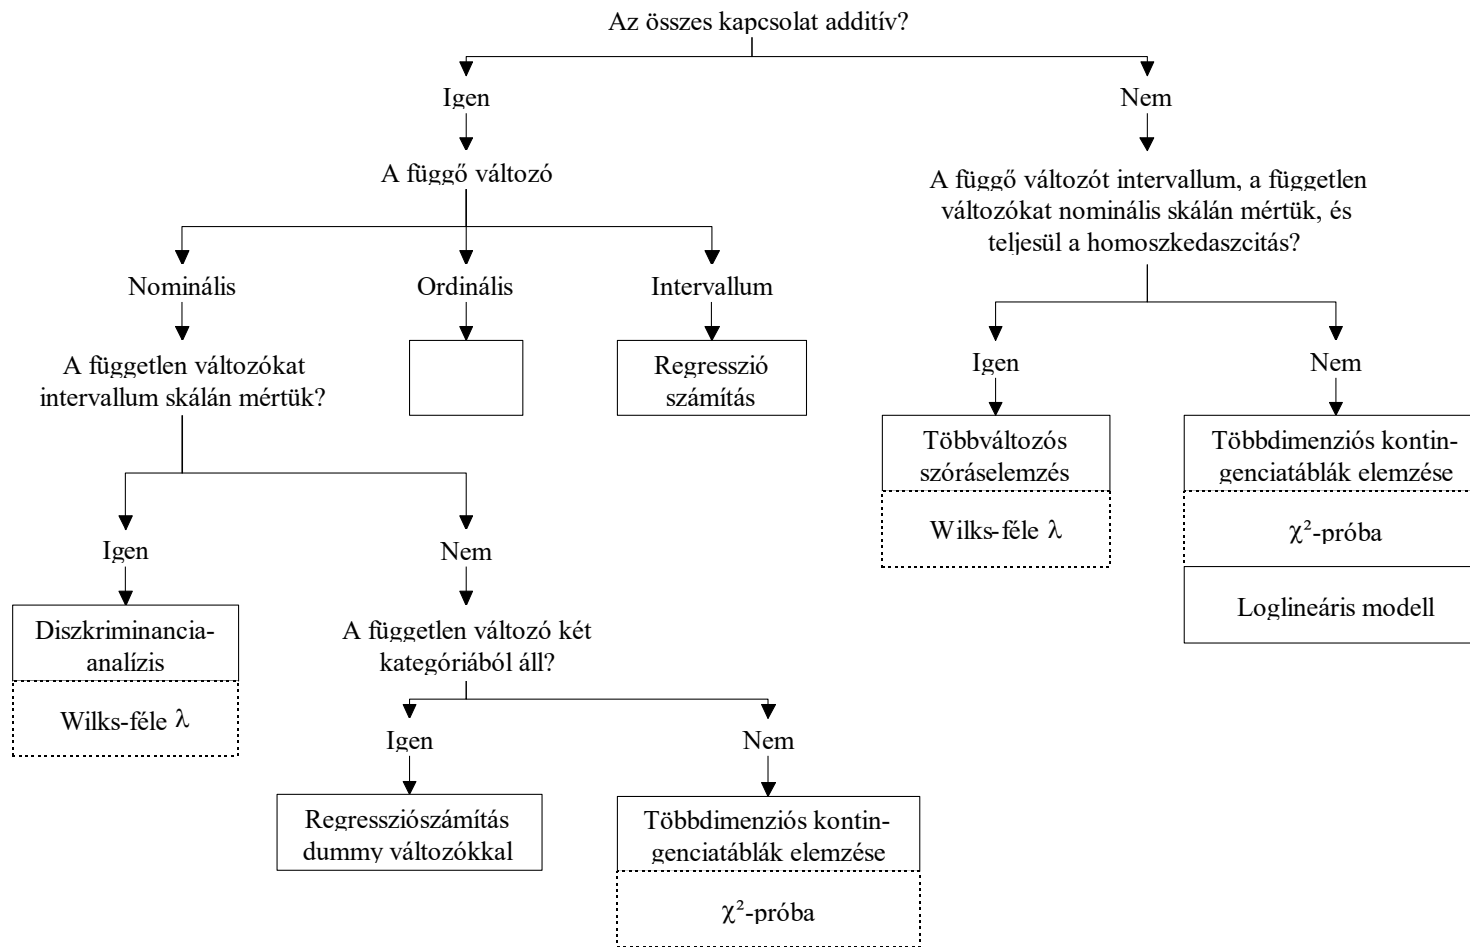 Az összes kapcsolat additív?
Igen
Nem
A függő változó
A függő változót intervallum, a független
változókat nominális skálán mértük, és
teljesül a homoszkedaszcitás?
Nominális
Ordinális
Intervallum
A független változókat
intervallum skálán mértük?
Regresszió
számítás
Igen
Nem
Többváltozós
szóráselemzés
Wilks-féle λ
Többdimenziós kontin-
genciatáblák elemzése
χ²-próba
Loglineáris modell
Igen
Nem
Diszkriminancia-
analízis
Wilks-féle λ
A független változó két
kategóriából áll?
Igen
Nem
Regressziószámítás
dummy változókkal
Többdimenziós kontin-
genciatáblák elemzése
χ²-próba